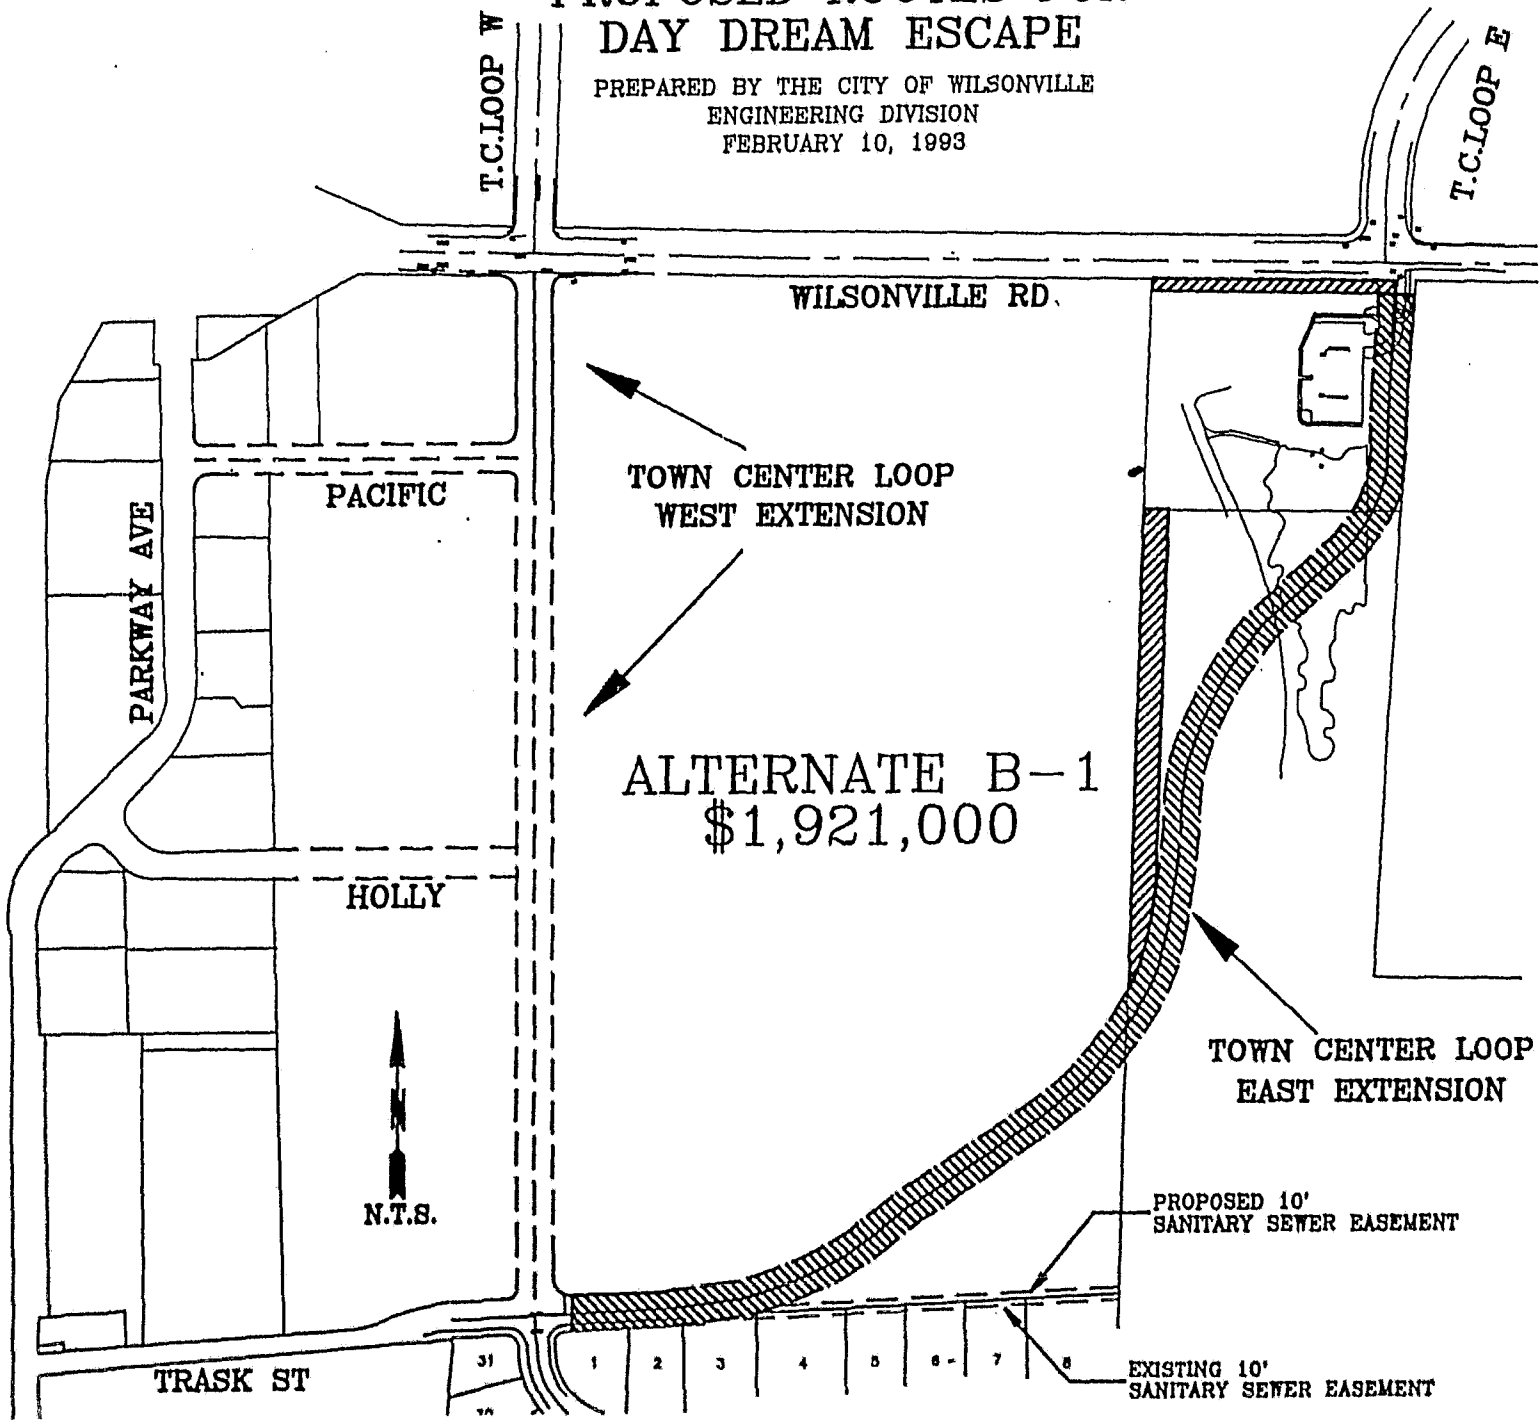 PROPOSED ROUTES FOR
DAY DREAM ESCAPE
PREPARED BY THE CITY OF WILSONVILLE
ENGINEERING DIVISION
FEBRUARY 10, 1993
T.C.LOOP W
T.C.LOOP E
WILSONVILLE RD.
TOWN CENTER LOOP
WEST EXTENSION
PACIFIC
PARKWAY AVE
ALTERNATE B-1
$1,921,000
HOLLY
TOWN CENTER LOOP
EAST EXTENSION
N
N.T.S.
PROPOSED 10'
SANITARY SEWER EASEMENT
TRASK ST
31
1
2
3
4
5
6
7
8
EXISTING 10'
SANITARY SEWER EASEMENT